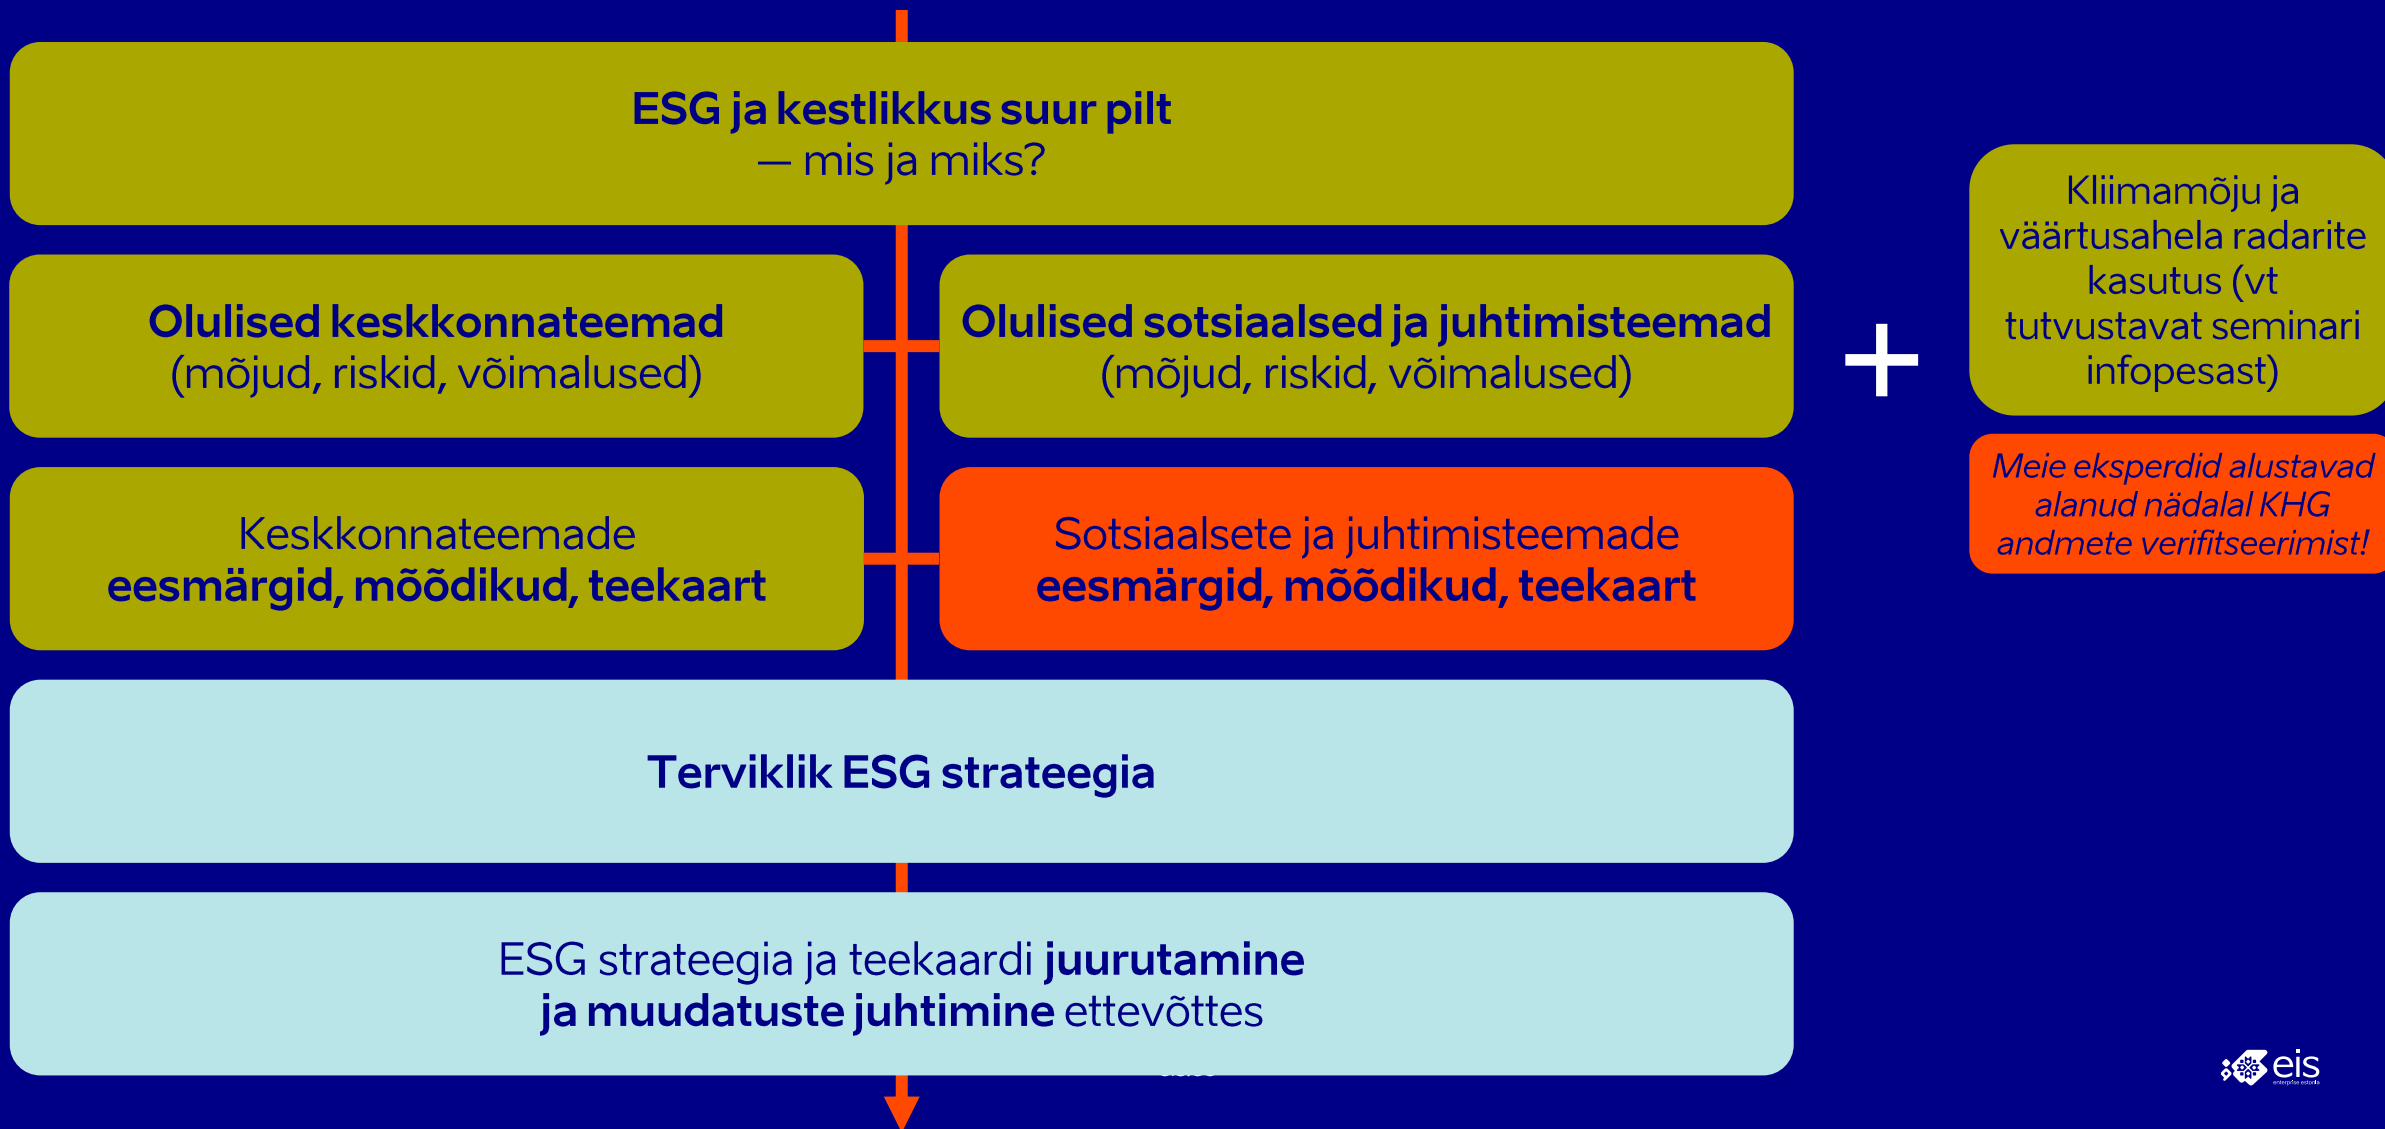 ESG ja kestlikkus suur pilt
— mis ja miks?
Olulised keskkonnateemad
(mõjud, riskid, võimalused)
Olulised sotsiaalsed ja juhtimisteemad
(mõjud, riskid, võimalused)
+
Kliimamõju ja
väärtusahela radarite
kasutus (vt
tutvustavat seminari
infopesast)
Meie eksperdid alustavad
alanud nädalal KHG
andmete verifitseerimist!
Keskkonnateemade
eesmärgid, mõõdikud, teekaart
Sotsiaalsete ja juhtimisteemade
eesmärgid, mõõdikud, teekaart
Terviklik ESG strateegia
ESG strateegia ja teekaardi juurutamine
ja muudatuste juhtimine ettevõttes
eis
enterprise estonia